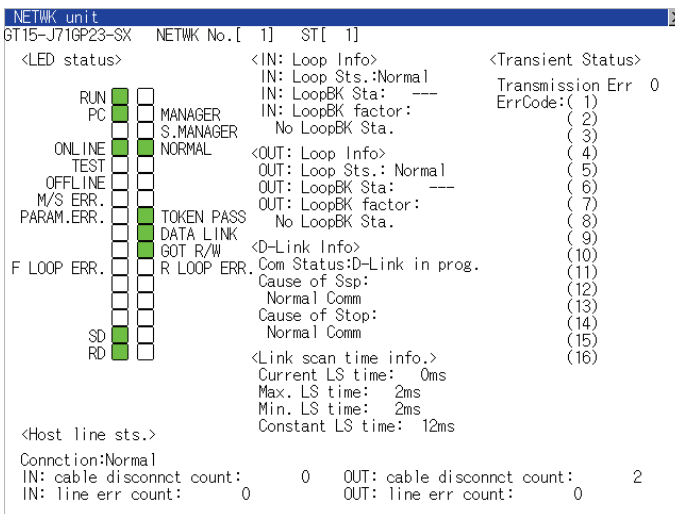 NETWK unit
GT15-J71GP23-SX NETWK No.[ 1] ST[ 1]
<LED status>
RUN
PC MANAGER
S.MANAGER
ONLINE NORMAL
TEST
OFFLINE
M/S ERR.
PARAM.ERR. TOKEN PASS
DATA LINK
GOT R/W
F LOOP ERR. R LOOP ERR.
SD
RD
<IN: Loop Info>
IN: Loop Sts.:Normal
IN: LoopBK Sta: ---
IN: LoopBK factor:
No LoopBK Sta.
<OUT: Loop Info>
OUT: Loop Sts.: Normal
OUT: LoopBK Sta: ---
OUT: LoopBK factor:
No LoopBK Sta.
<D-Link Info>
Com Status:D-Link in prog.
Cause of Ssp:
Normal Comm
Cause of Stop:
Normal Comm
<Link scan time info.>
Current LS time: 0ms
Max. LS time: 2ms
Min. LS time: 2ms
Constant LS time: 12ms
<Transient Status>
Transmission Err 0
ErrCode:( 1)
( 2)
( 3)
( 4)
( 5)
( 6)
( 7)
( 8)
( 9)
(10)
(11)
(12)
(13)
(14)
(15)
(16)
<Host line sts.>
Connction:Normal
IN: cable disconnct count: 0 OUT: cable disconnct count: 2
IN: line err count: 0 OUT: line err count: 0